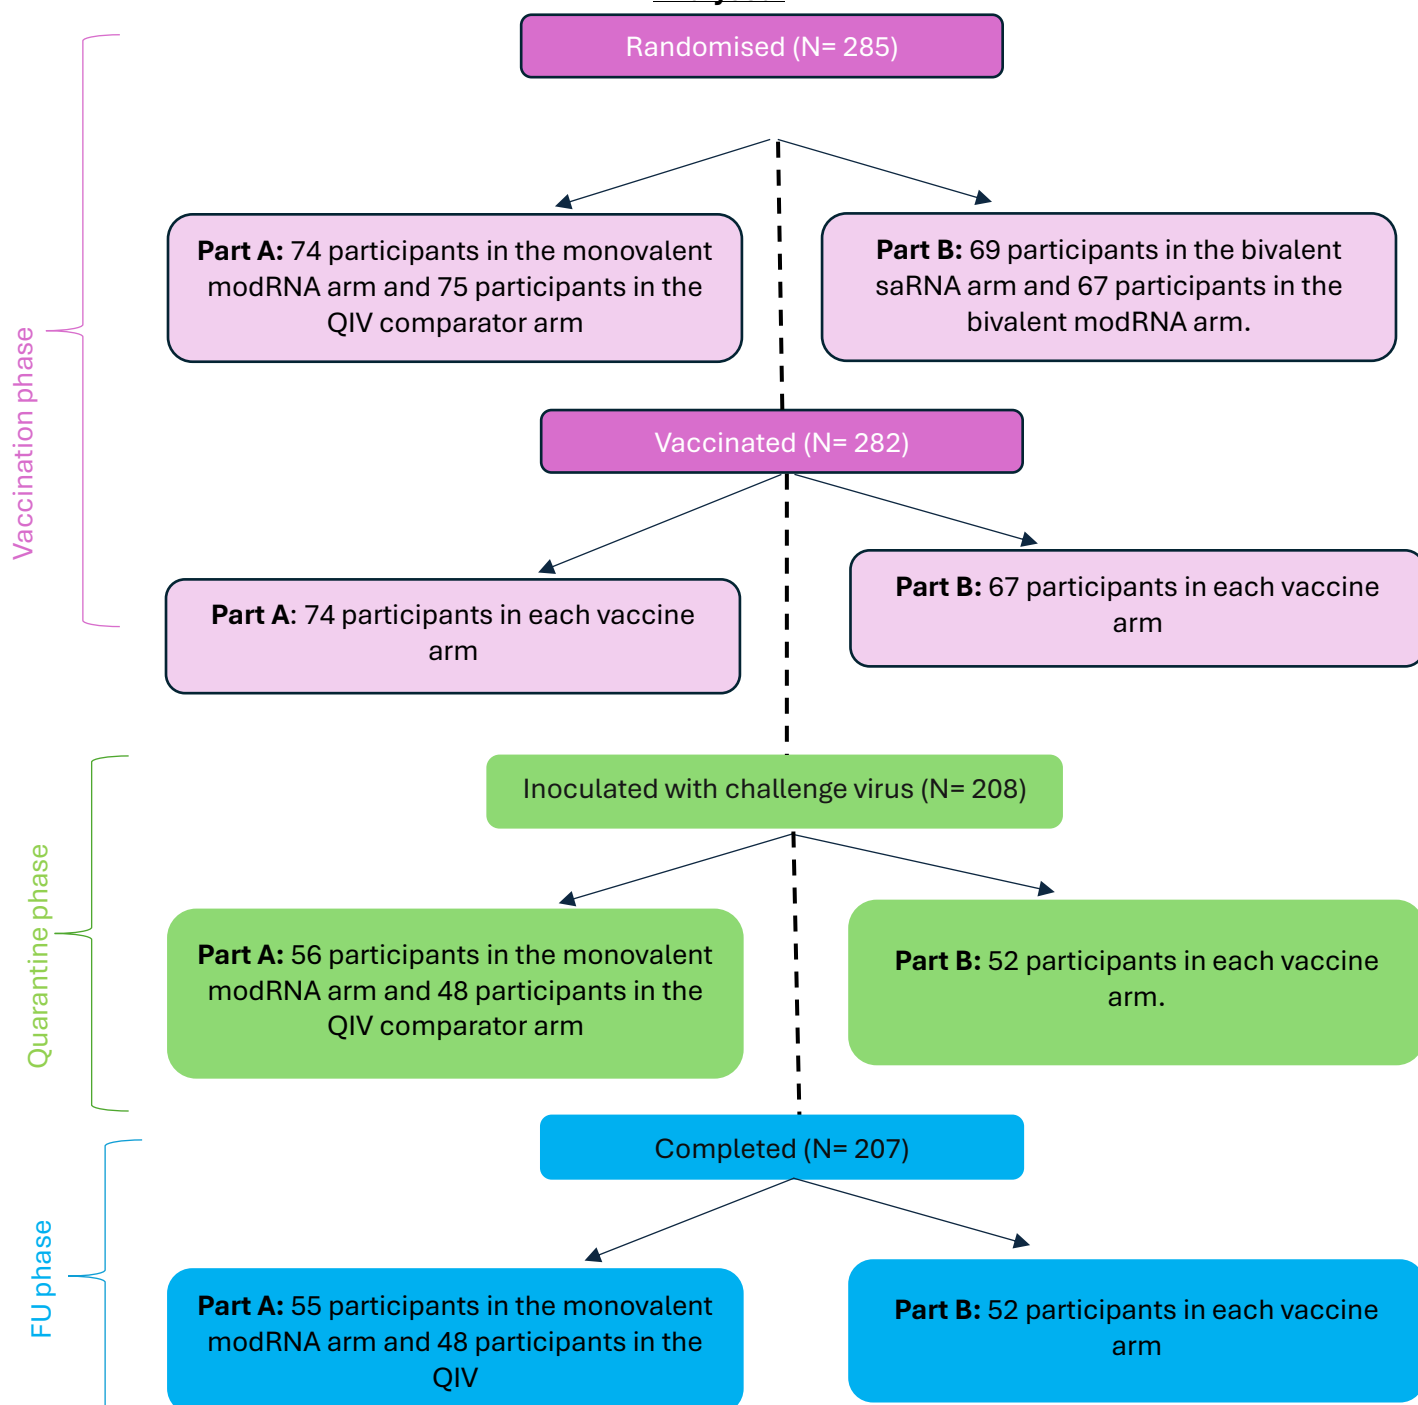 Randomised (N= 285)
Part A: 74 participants in the monovalent
modRNA arm and 75 participants in the
QIV comparator arm
Part B: 69 participants in the bivalent
saRNA arm and 67 participants in the
bivalent modRNA arm.
Vaccination phase
Vaccinated (N= 282)
Part A: 74 participants in each vaccine
arm
Part B: 67 participants in each vaccine
arm
Inoculated with challenge virus (N= 208)
Quarantine phase
Part A: 56 participants in the monovalent
modRNA arm and 48 participants in the
QIV comparator arm
Part B: 52 participants in each vaccine
arm.
Completed (N= 207)
FU phase
Part A: 55 participants in the monovalent
modRNA arm and 48 participants in the
QIV
Part B: 52 participants in each vaccine
arm